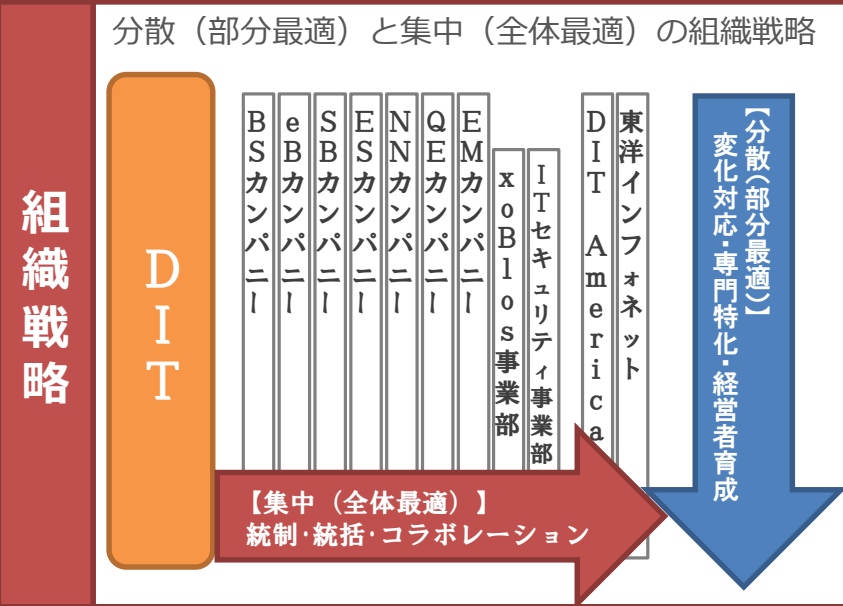 分散（部分最適）と集中（全体最適）の組織戦略
組織戦略
DIT
BSカンパニー
eBカンパニー
SBカンパニー
ESカンパニー
NNカンパニー
QEカンパニー
EMカンパニー
xoBlos事業部
ITセキュリティ事業部
DIT America
東洋インフォネット
【分散（部分最適）】
変化対応・専門特化・経営者育成
【集中（全体最適）】
統制・統括・コラボレーション